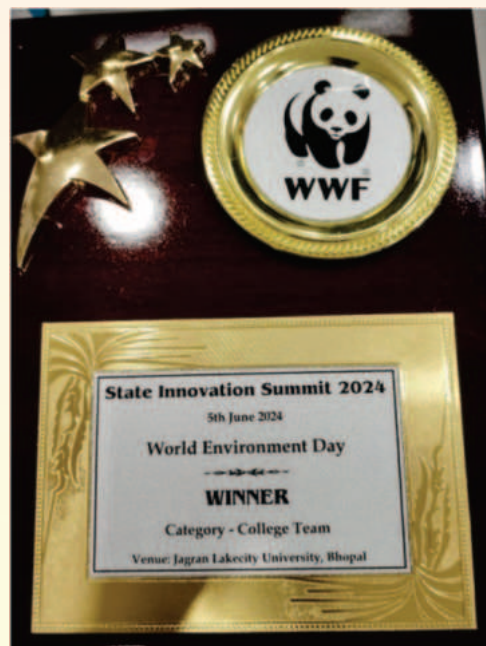 WWF
State Innovation Summit 2024
5th June 2024
World Environment Day
WINNER
Category - College Team
Venue: Jagran Lakecity University, Bhopal